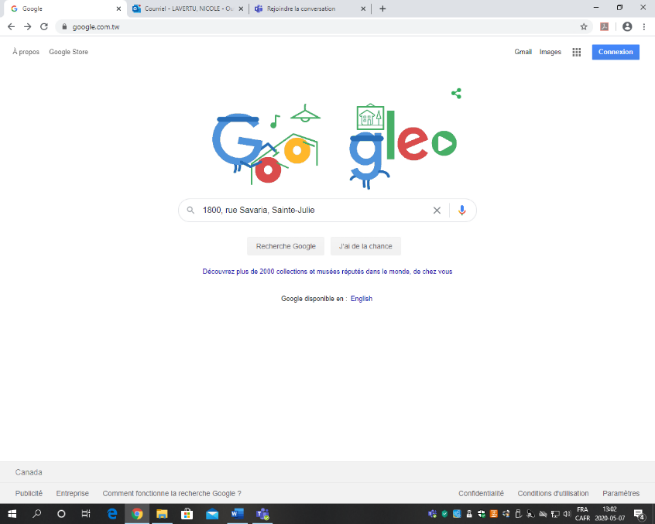 Google
Courriel - LAVERTU, NICOLE - Ou
Rejoindre la conversation
google.com.tw
À propos
Google Store
Gmail
Images
Connexion
Google
1800, rue Savaria, Sainte-Julie
Recherche Google
J'ai de la chance
Découvrez plus de 2000 collections et musées réputés dans le monde, de chez vous
Google disponible en : English
Canada
Publicité
Entreprise
Comment fonctionne la recherche Google ?
Confidentialité
Conditions d'utilisation
Paramètres
FRA
CAFR
13:02
2020-05-07